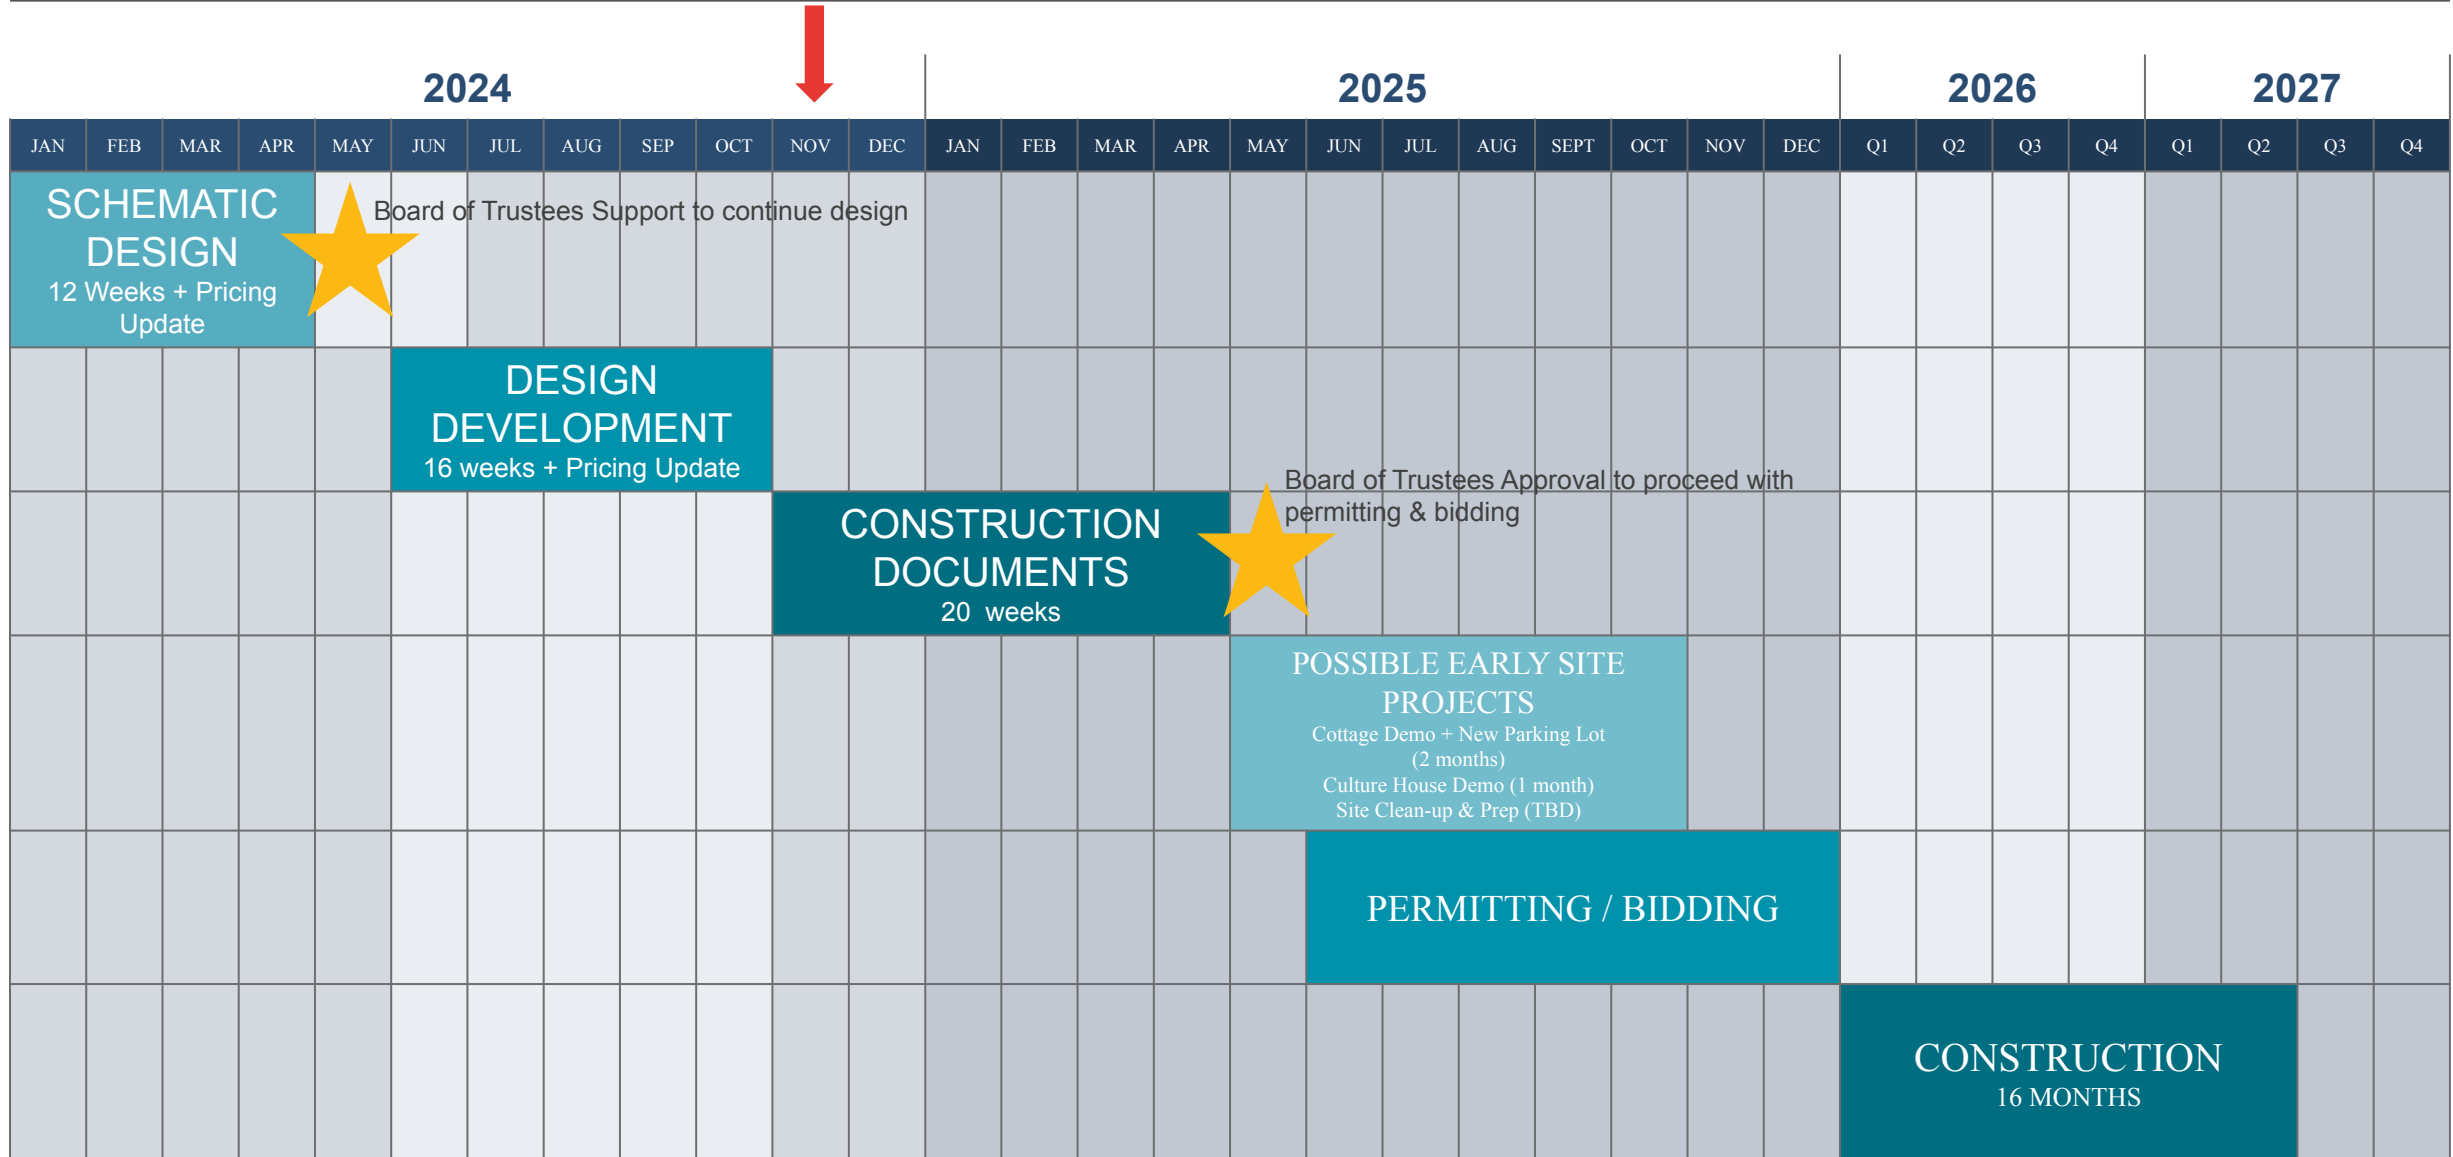 2024
2025
2026
2027
JAN FEB MAR APR MAY JUN JUL AUG SEP OCT NOV DEC JAN FEB MAR APR MAY JUN JUL AUG SEPT OCT NOV DEC Q1 Q2 Q3 Q4 Q1 Q2 Q3 Q4
SCHEMATIC
DESIGN
12 Weeks + Pricing
Update
Board of Trustees Support to continue design
DESIGN
DEVELOPMENT
16 weeks + Pricing Update
Board of Trustees Approval to proceed with
permitting & bidding
CONSTRUCTION
DOCUMENTS
20 weeks
POSSIBLE EARLY SITE
PROJECTS
Cottage Demo + New Parking Lot
(2 months)
Culture House Demo (1 month)
Site Clean-up & Prep (TBD)
PERMITTING / BIDDING
CONSTRUCTION
16 MONTHS